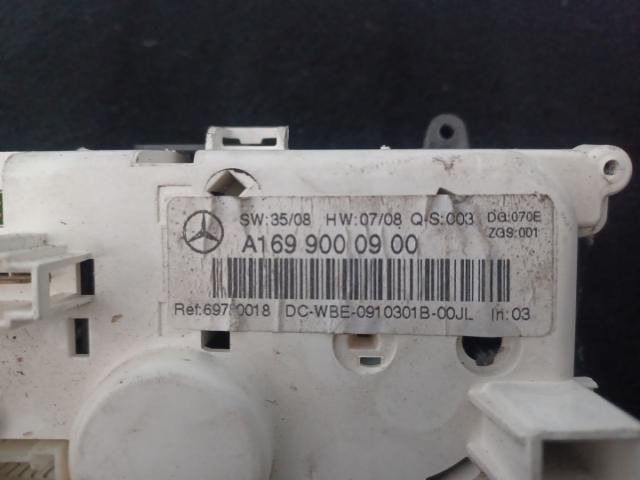 SW:35/08 HW:07/08 Q-S:003 DG:070E
ZGS:001
A169 900 09 00
DC-WBE-0910301B-00JL In:03